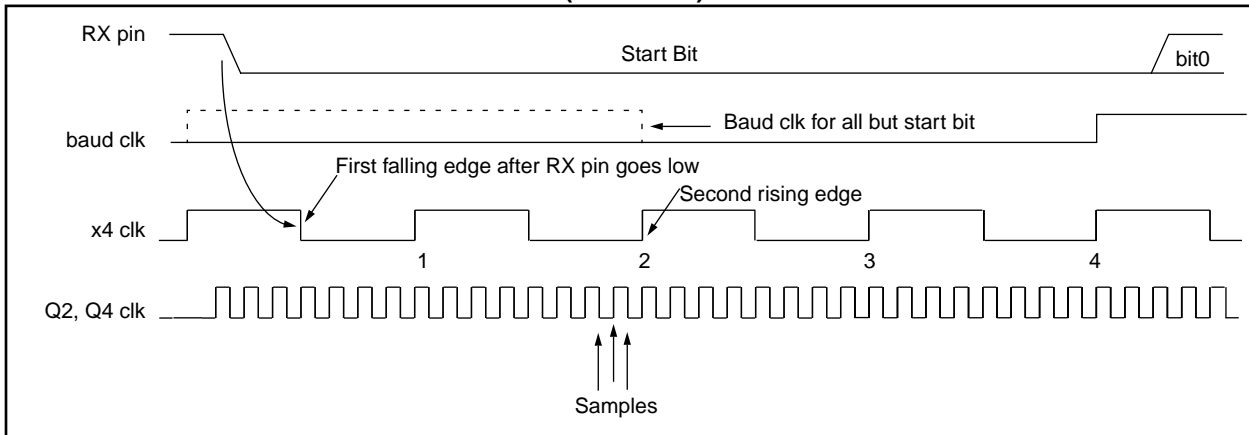 RX pin
Start Bit
bit0
Baud clk for all but start bit
baud clk
First falling edge after RX pin goes low
Second rising edge
x4 clk
1 2 3 4
Q2, Q4 clk
Samples